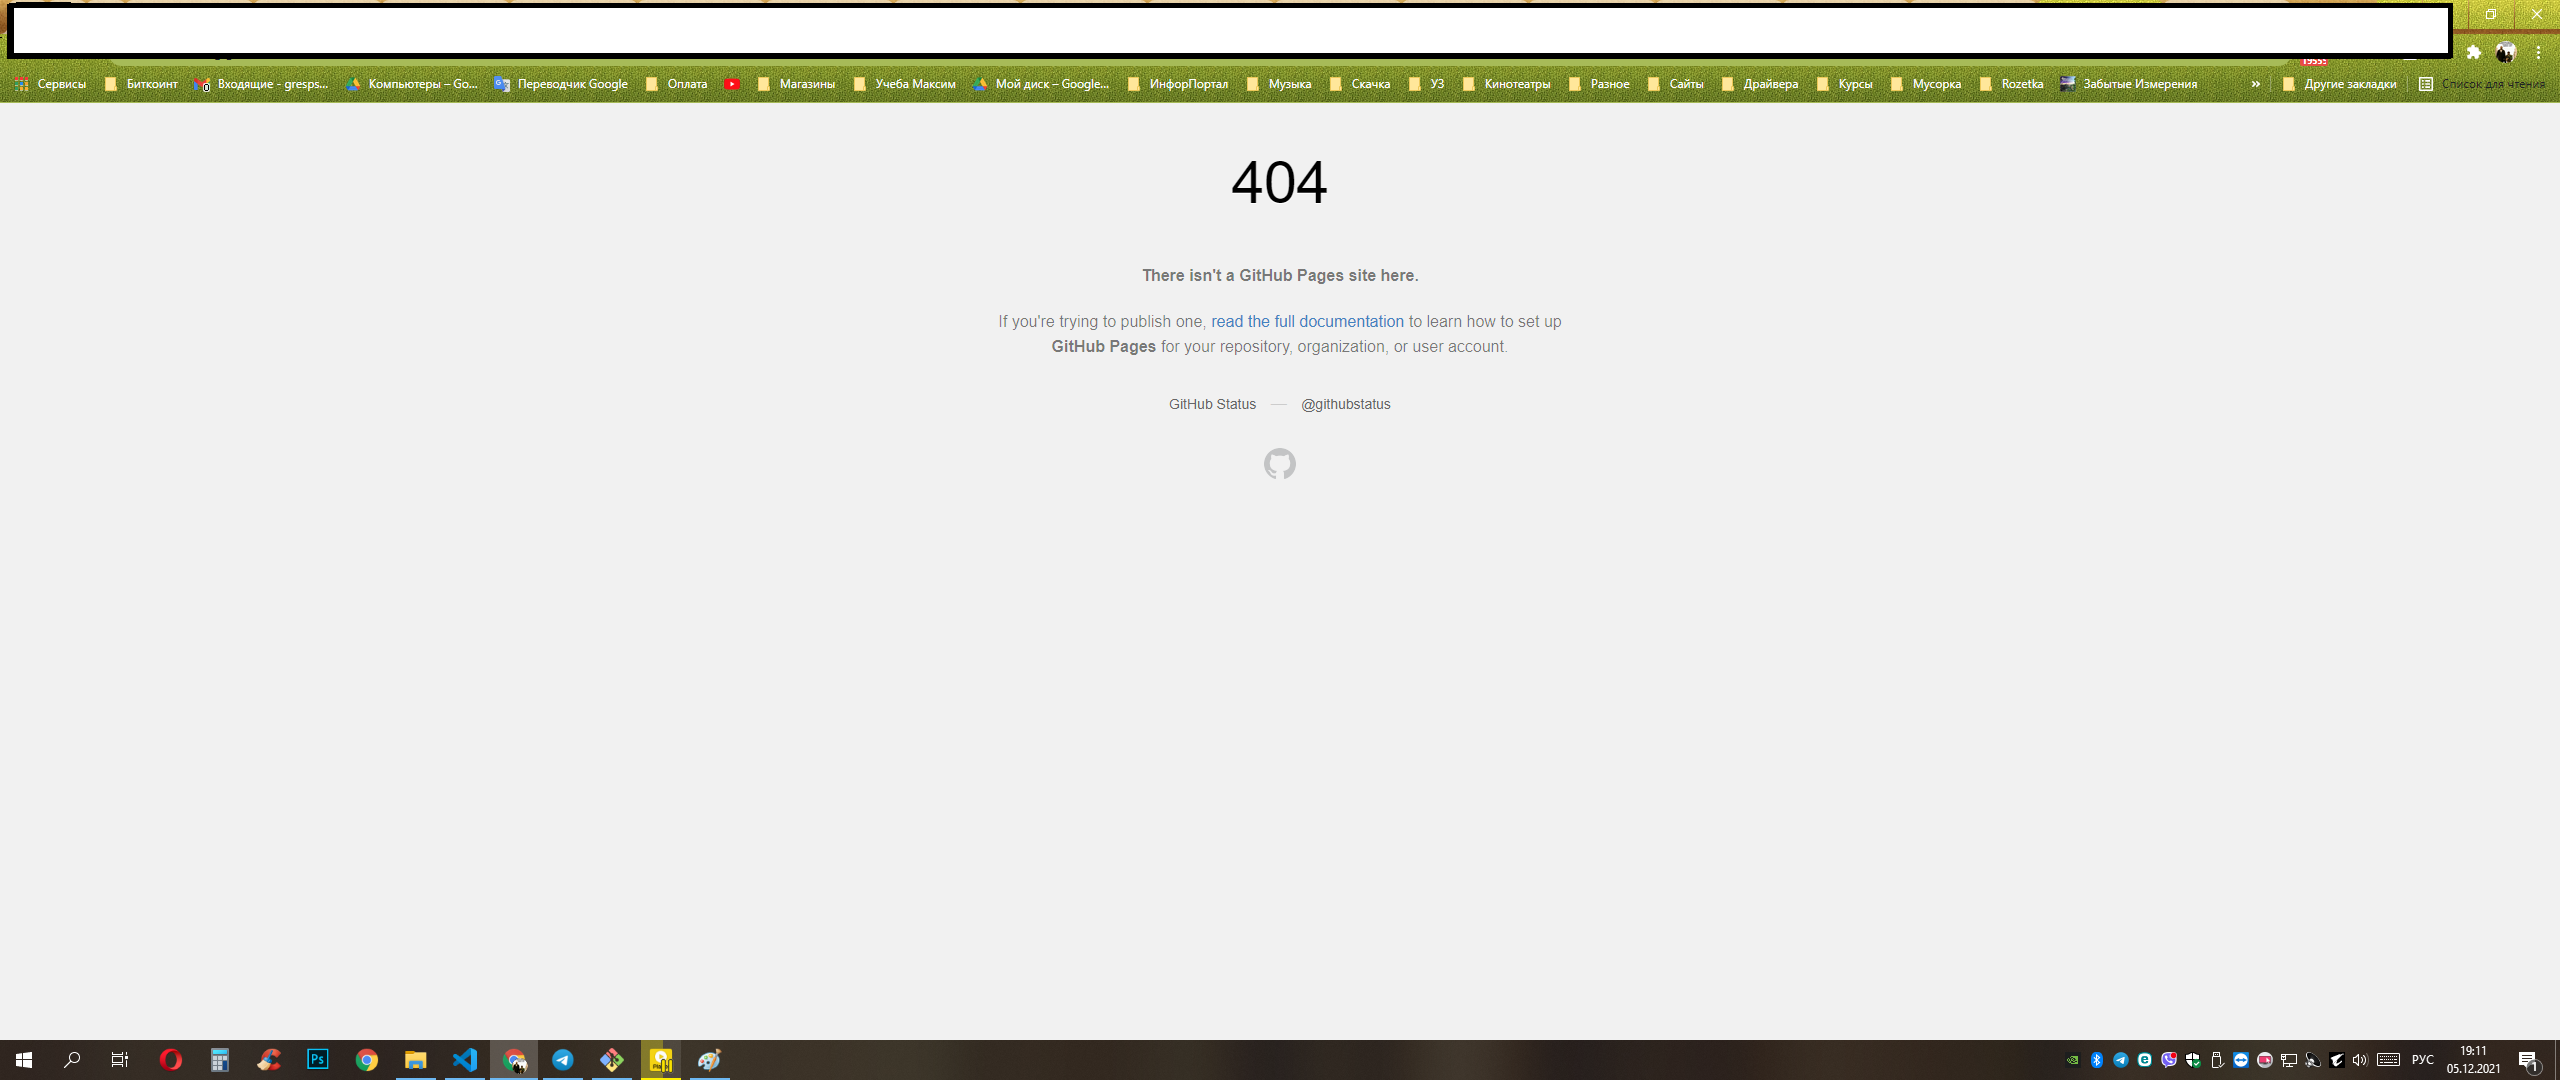 Сервисы Биткоинт Входящие - gresps... Компьютеры – Go... Переводчик Google Оплата Магазины Учеба Максим Мой диск – Google... ИнфорПортал Музыка Скачка УЗ Кинотеатры Разное Сайты Драйвера Курсы Мусорка Rozetka Забытые Измерения » Другие закладки Список для чтения
404
There isn't a GitHub Pages site here.
If you're trying to publish one, read the full documentation to learn how to set up
GitHub Pages for your repository, organization, or user account.
GitHub Status — @githubstatus
Ps
РУС
19:11
05.12.2021
1